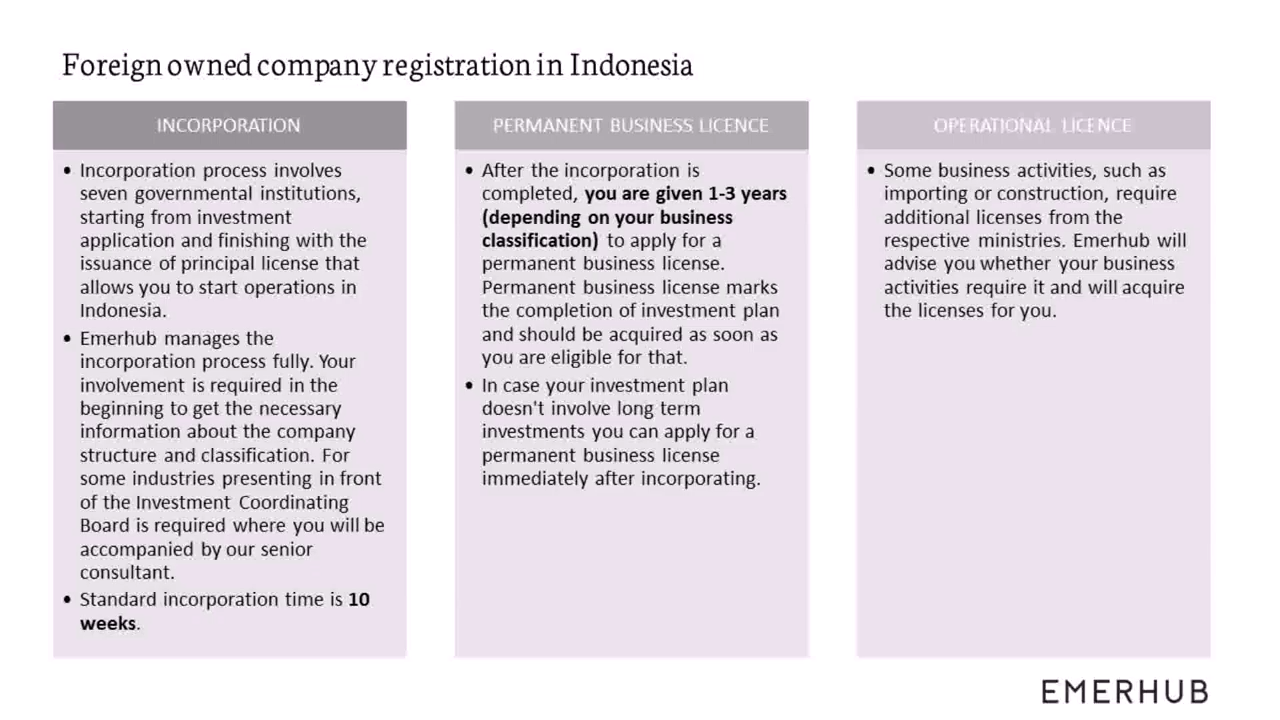 Foreign owned company registration in Indonesia
INCORPORATION
• Incorporation process involves
seven governmental institutions,
starting from investment
application and finishing with the
issuance of principal license that
allows you to start operations in
Indonesia.
• Emerhub manages the
incorporation process fully. Your
involvement is required in the
beginning to get the necessary
information about the company
structure and classification. For
some industries presenting in front
of the Investment Coordinating
Board is required where you will be
accompanied by our senior
consultant.
• Standard incorporation time is 10
weeks.
PERMANENT BUSINESS LICENCE
• After the incorporation is
completed, you are given 1-3 years
(depending on your business
classification) to apply for a
permanent business license.
Permanent business license marks
the completion of investment plan
and should be acquired as soon as
you are eligible for that.
• In case your investment plan
doesn't involve long term
investments you can apply for a
permanent business license
immediately after incorporating.
OPERATIONAL LICENCE
• Some business activities, such as
importing or construction, require
additional licenses from the
respective ministries. Emerhub will
advise you whether your business
activities require it and will acquire
the licenses for you.
EMERHUB